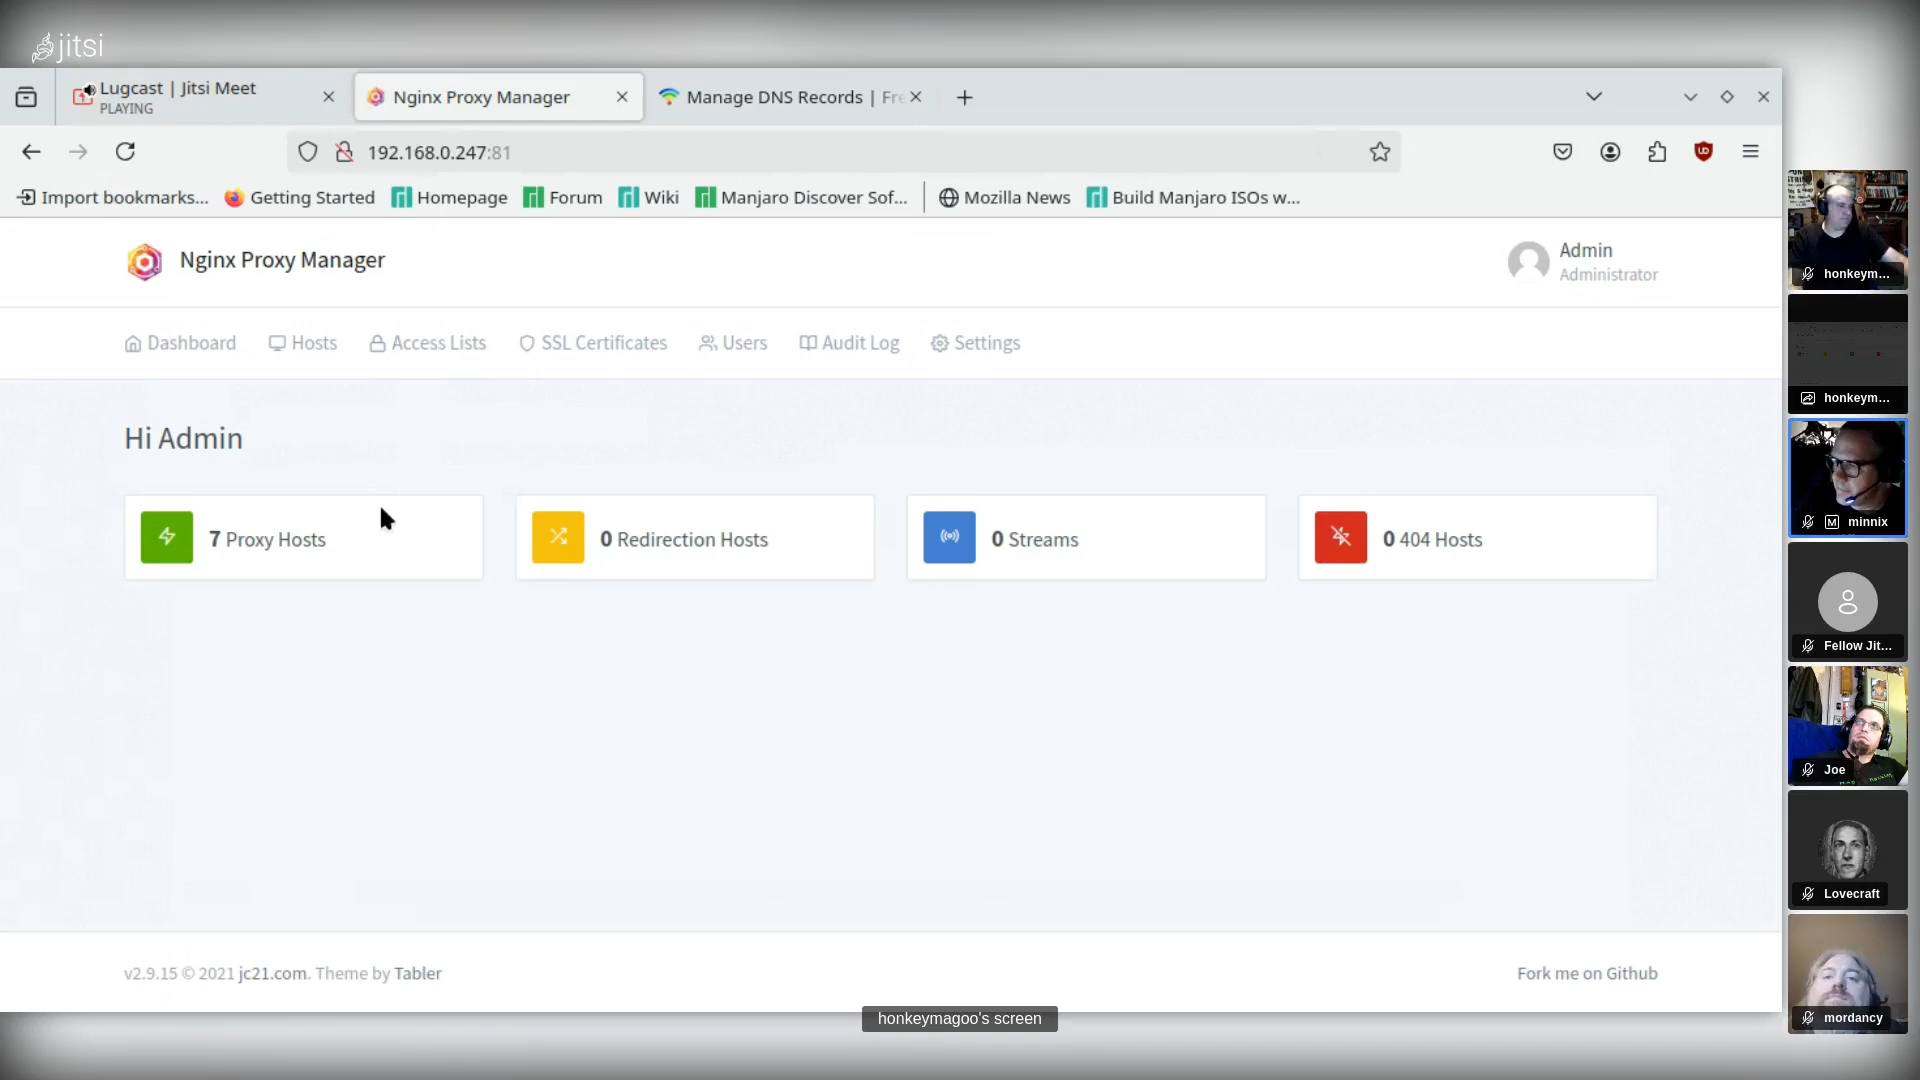 jitsi
Lugcast | Jitsi Meet
PLAYING
Nginx Proxy Manager
Manage DNS Records | Fre
192.168.0.247:81
Import bookmarks...
Getting Started
Homepage
Forum
Wiki
Manjaro Discover Sof...
Mozilla News
Build Manjaro ISOs w...
Nginx Proxy Manager
Admin
Administrator
Dashboard
Hosts
Access Lists
SSL Certificates
Users
Audit Log
Settings
Hi Admin
7 Proxy Hosts
0 Redirection Hosts
0 Streams
0 404 Hosts
v2.9.15 © 2021 jc21.com. Theme by Tabler
Fork me on Github
honkeymagoo's screen
honkeym...
honkeym...
M minnix
Fellow Jit...
Joe
Lovecraft
mordancy